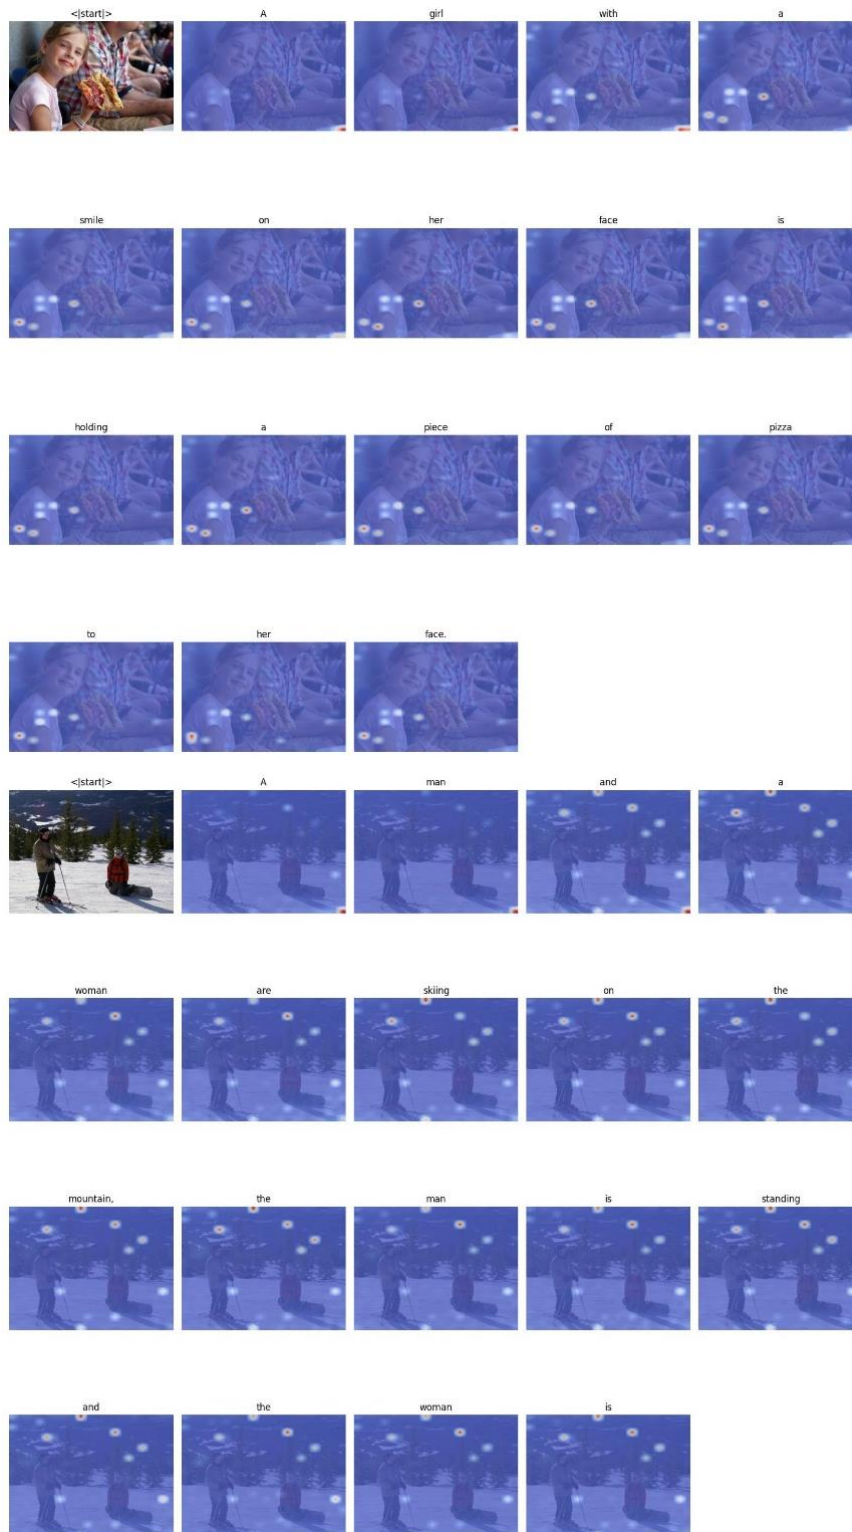 <|start|> A girl with a
smile on her face is
holding a piece of pizza
to her face.
<|start|> A man and a
woman are skiing on the
mountain, the man is standing
and the woman is